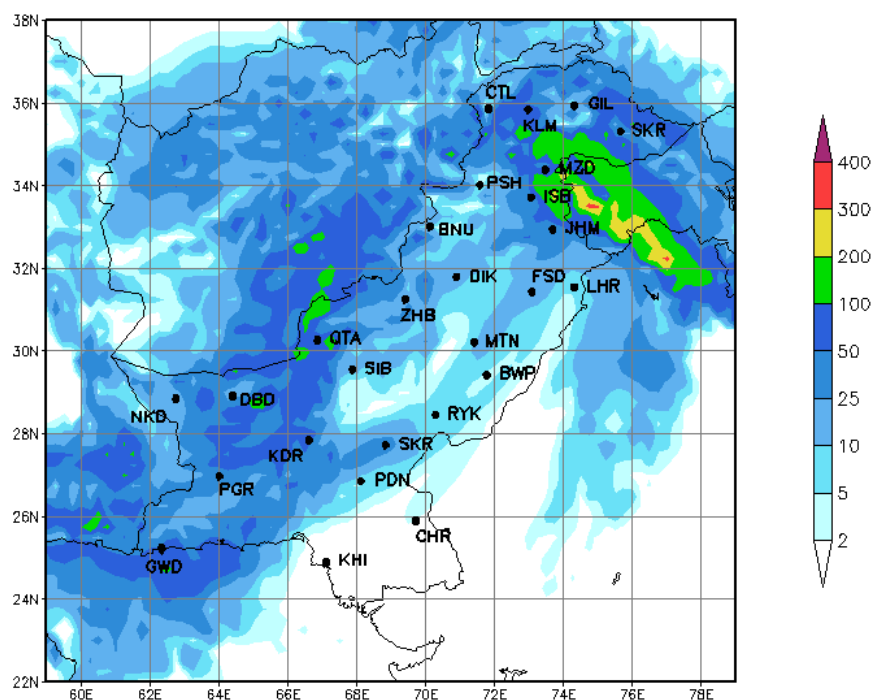 38N
36N
34N
32N
30N
28N
26N
24N
22N
60E 62E 64E 66E 68E 70E 72E 74E 76E 78E
CTL
GIL
KLM
SKR
MZD
PSH
ISB
BNU
JHM
DIK
FSD
LHR
ZHB
QTA
MTN
SIB
BWP
DBD
NKD
RYK
KDR
SKR
PGR
PDN
CHR
GWD
KHI
400
300
200
100
50
25
10
5
2